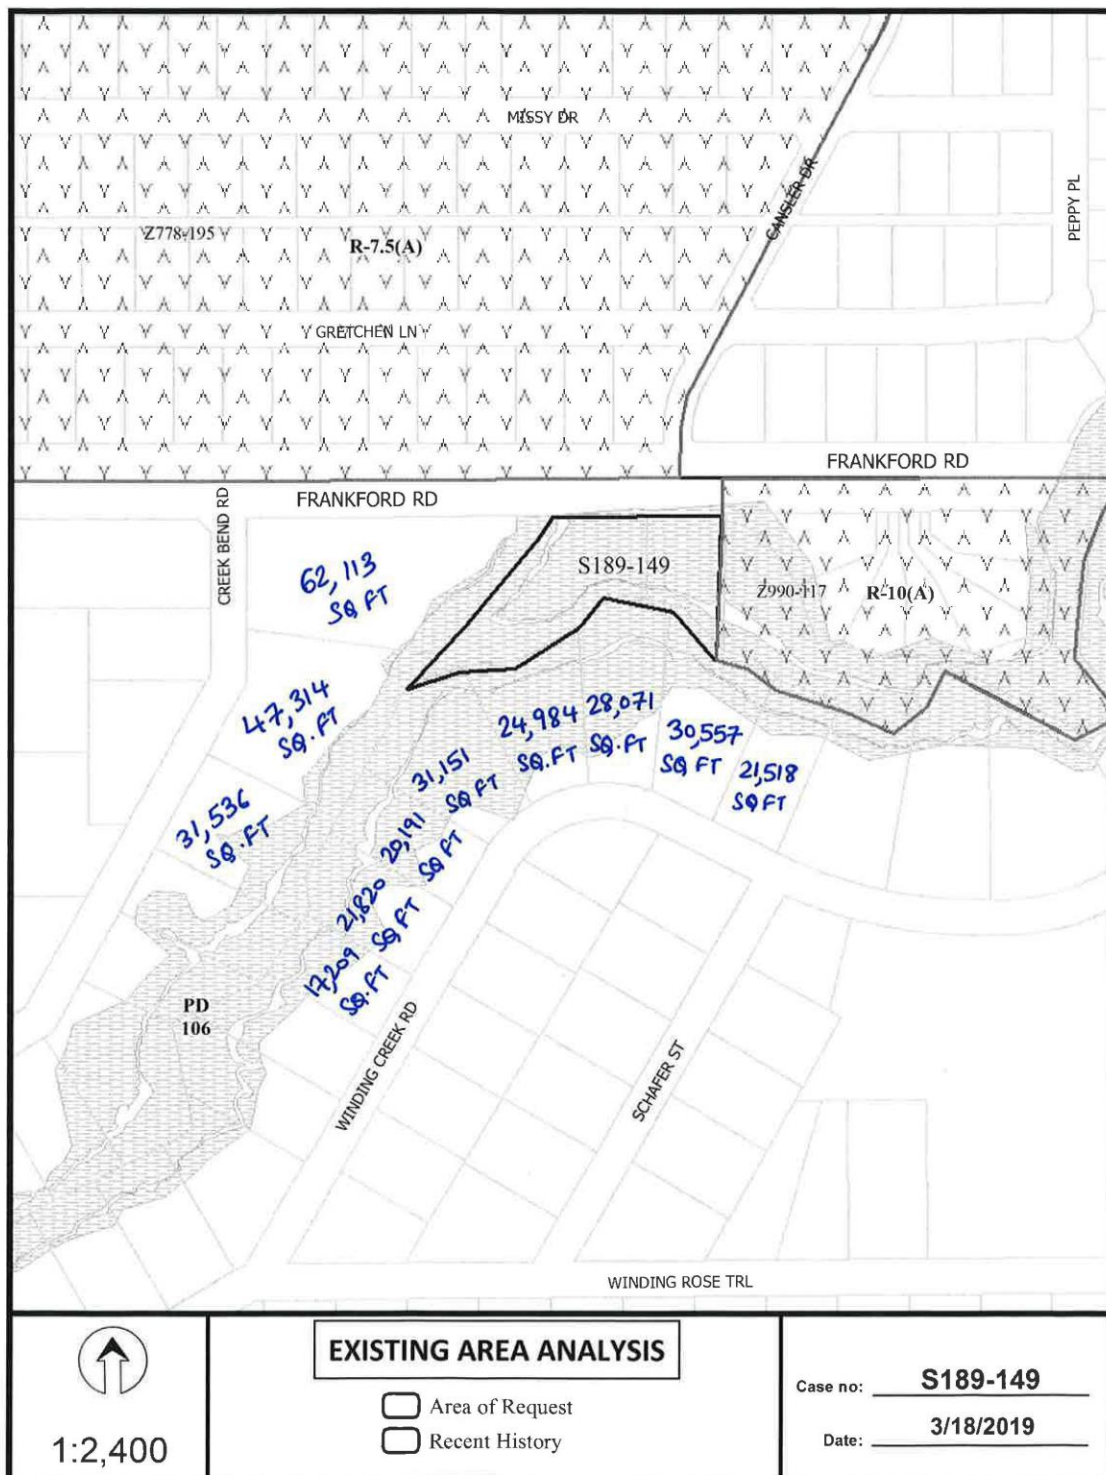 MISSY DR
CANSLER DR
PEPPY PL
Z778-195
R-7.5(A)
GRETCHEN LN
FRANKFORD RD
FRANKFORD RD
CREEK BEND RD
62,113
SQ FT
S189-149
Z990-117
R-10(A)
47,314
SQ.FT
24,984
SQ.FT
28,071
SQ.FT
30,557
SQ FT
21,518
SQ FT
31,151
SQ FT
31,536
SQ.FT
20,191
SQ FT
21,820
SQ.FT
17,209
SQ.FT
PD
106
WINDING CREEK RD
SCHAFER ST
WINDING ROSE TRL
1:2,400
EXISTING AREA ANALYSIS
Area of Request
Recent History
Case no: S189-149
Date: 3/18/2019